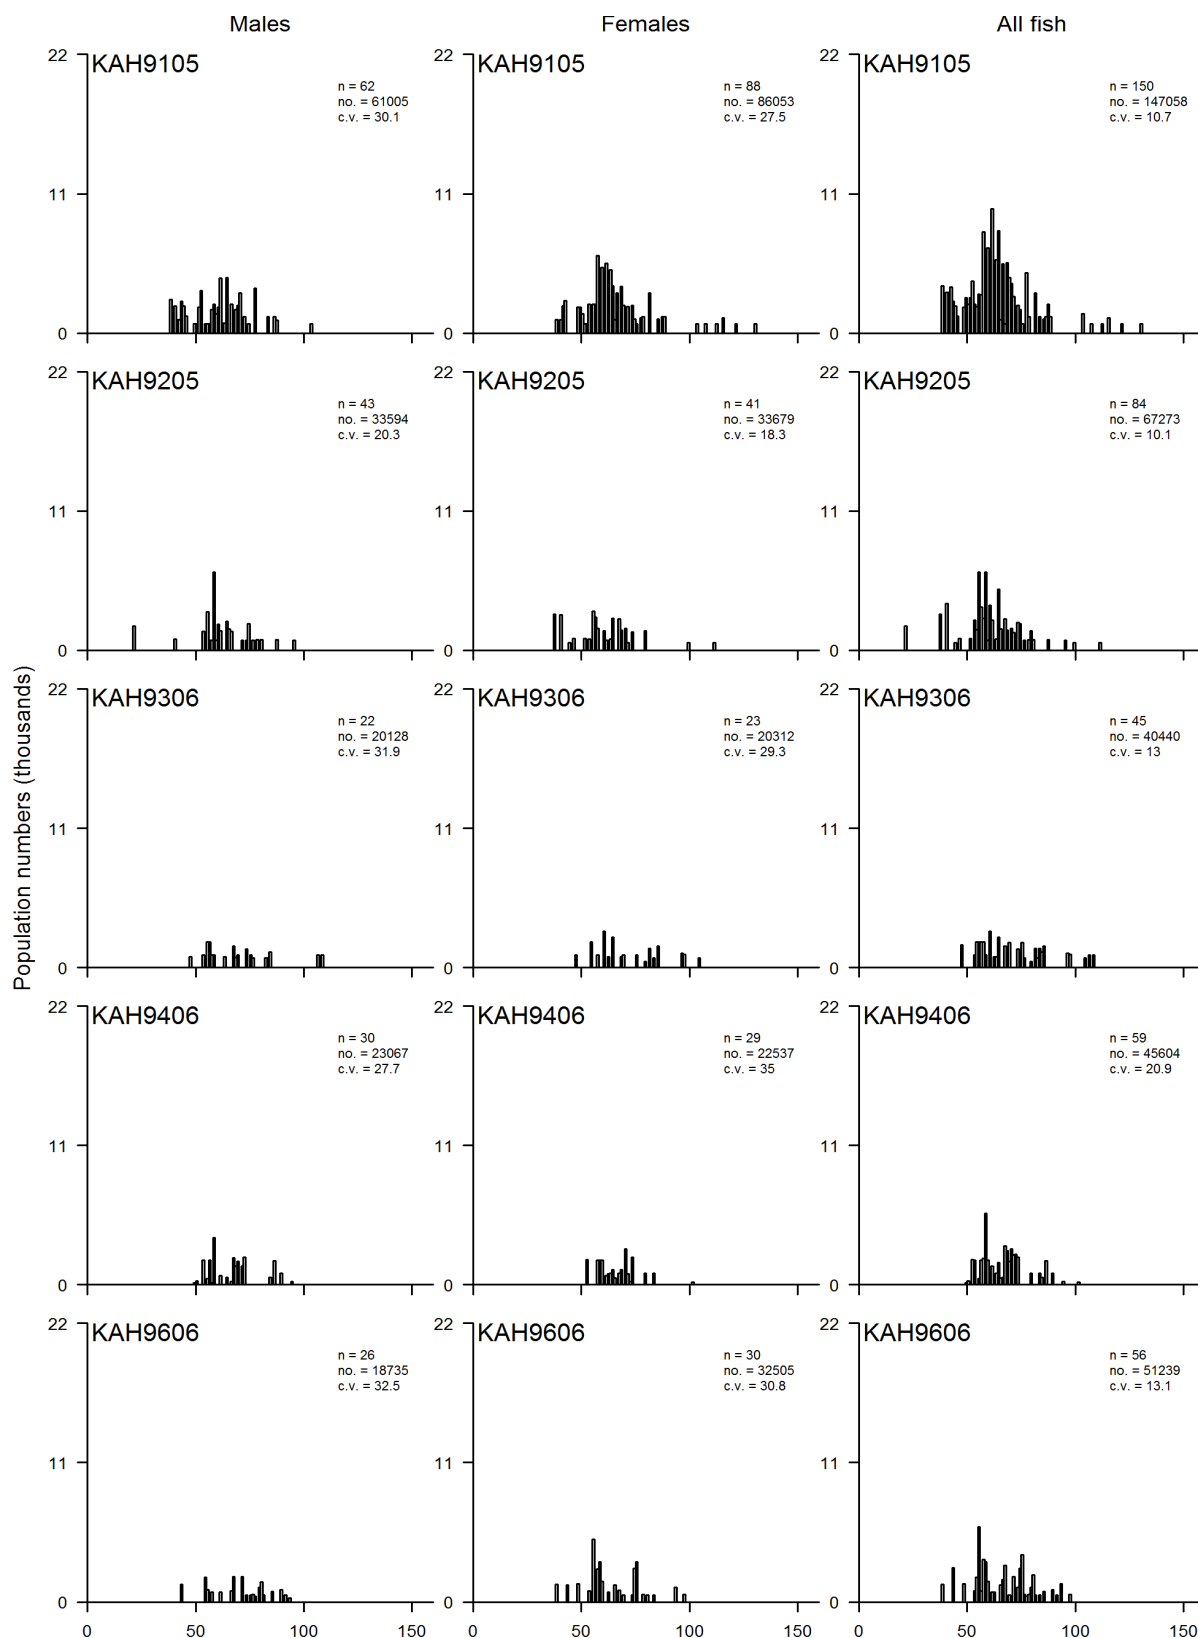 Males Females All fish
22 KAH9105 22 KAH9105 22 KAH9105
n = 62 n = 88 n = 150
no. = 61005 no. = 86053 no. = 147058
c.v. = 30.1 c.v. = 27.5 c.v. = 10.7
11 11 11
0 0 0
22 KAH9205 22 KAH9205 22 KAH9205
n = 43 n = 41 n = 84
no. = 33594 no. = 33679 no. = 67273
c.v. = 20.3 c.v. = 18.3 c.v. = 10.1
11 11 11
0 0 0
Population numbers (thousands)
22 KAH9306 22 KAH9306 22 KAH9306
n = 22 n = 23 n = 45
no. = 20128 no. = 20312 no. = 40440
c.v. = 31.9 c.v. = 29.3 c.v. = 13
11 11 11
0 0 0
22 KAH9406 22 KAH9406 22 KAH9406
n = 30 n = 29 n = 59
no. = 23067 no. = 22537 no. = 45604
c.v. = 27.7 c.v. = 35 c.v. = 20.9
11 11 11
0 0 0
22 KAH9606 22 KAH9606 22 KAH9606
n = 26 n = 30 n = 56
no. = 18735 no. = 32505 no. = 51239
c.v. = 32.5 c.v. = 30.8 c.v. = 13.1
11 11 11
0 0 0
0 50 100 150 0 50 100 150 0 50 100 150